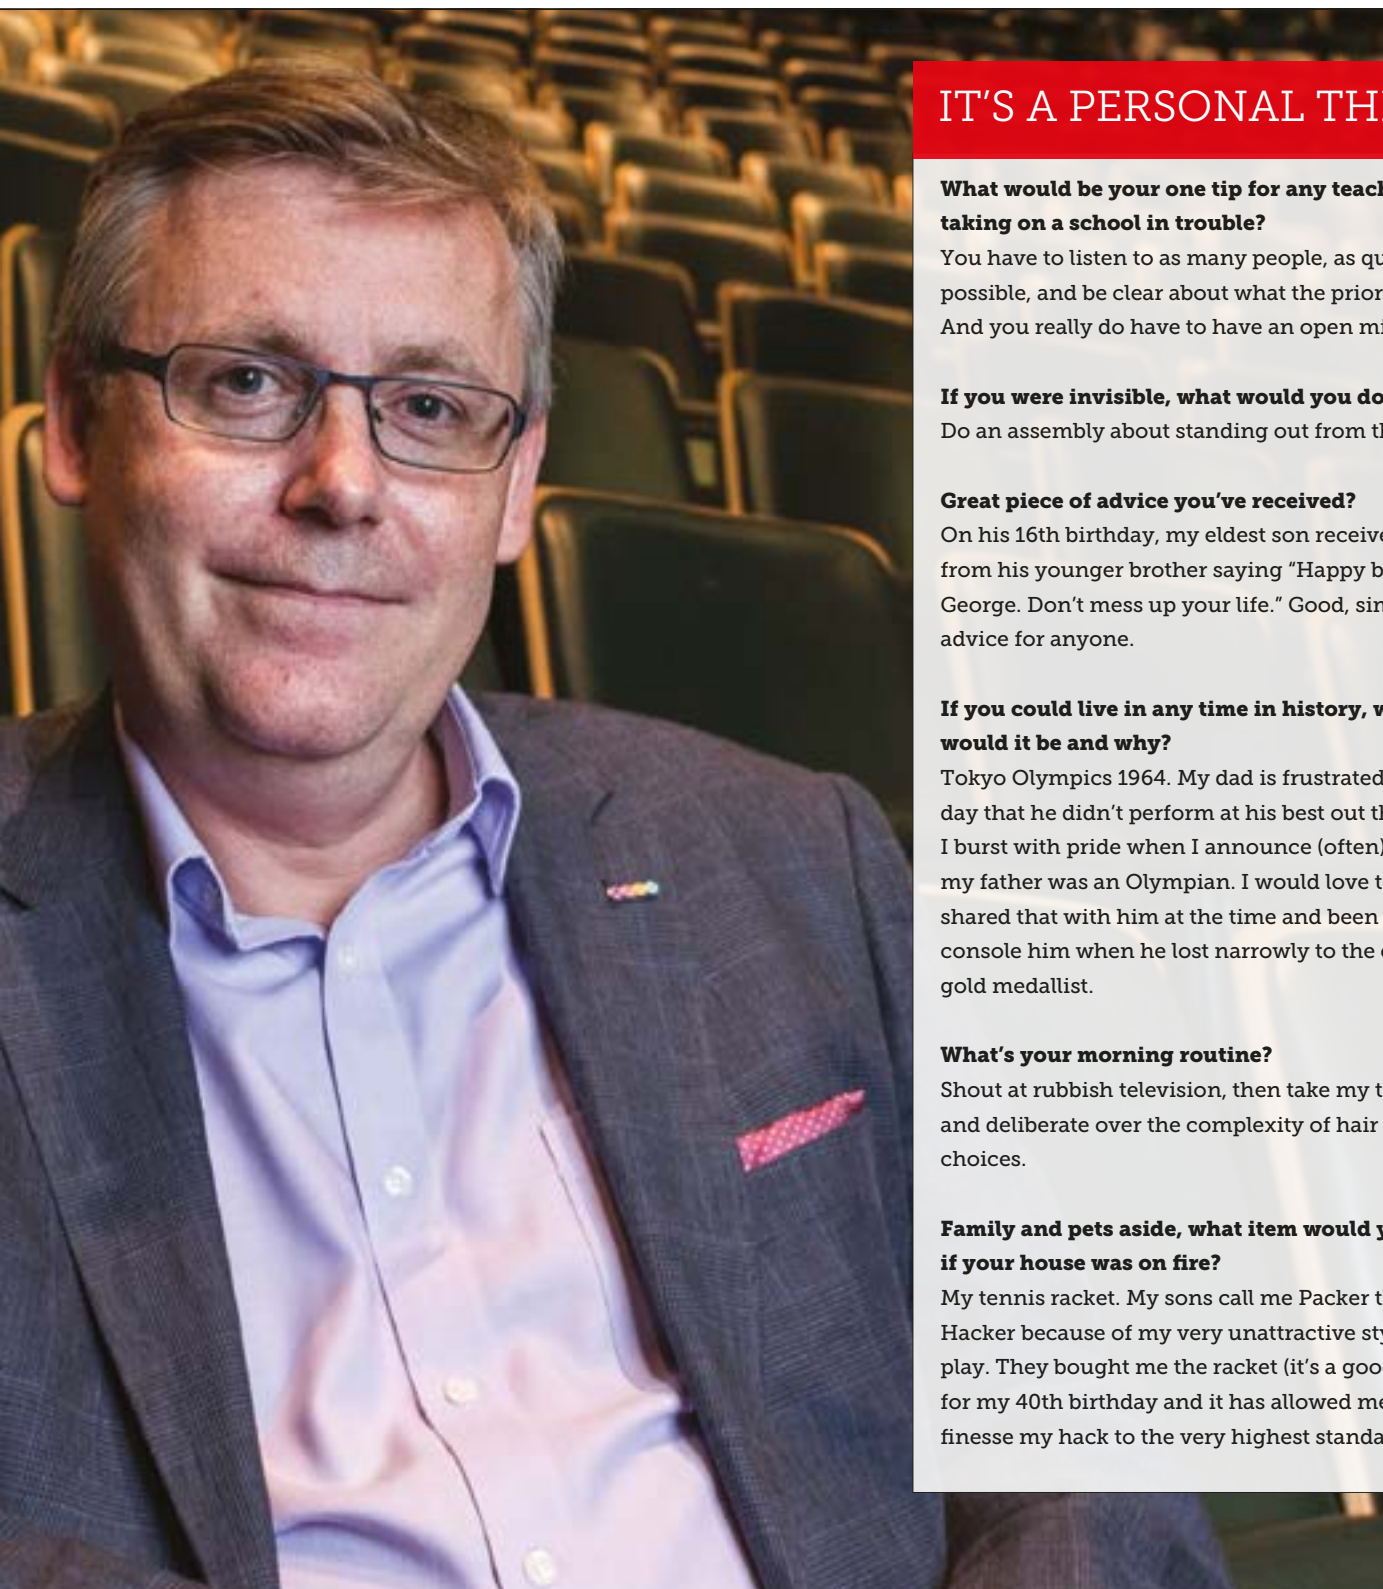 IT'S A PERSONAL TH
What would be your one tip for any teach
taking on a school in trouble?
You have to listen to as many people, as qu
possible, and be clear about what the prior
And you really do have to have an open mi
If you were invisible, what would you do
Do an assembly about standing out from th
Great piece of advice you've received?
On his 16th birthday, my eldest son receive
from his younger brother saying “Happy b
George. Don't mess up your life.” Good, sin
advice for anyone.
If you could live in any time in history, w
would it be and why?
Tokyo Olympics 1964. My dad is frustrated
day that he didn't perform at his best out th
I burst with pride when I announce (often)
my father was an Olympian. I would love t
shared that with him at the time and been
console him when he lost narrowly to the e
gold medallist.
What's your morning routine?
Shout at rubbish television, then take my t
and deliberate over the complexity of hair
choices.
Family and pets aside, what item would y
if your house was on fire?
My tennis racket. My sons call me Packer t
Hacker because of my very unattractive sty
play. They bought me the racket (it's a goo
for my 40th birthday and it has allowed me
finesse my hack to the very highest standa